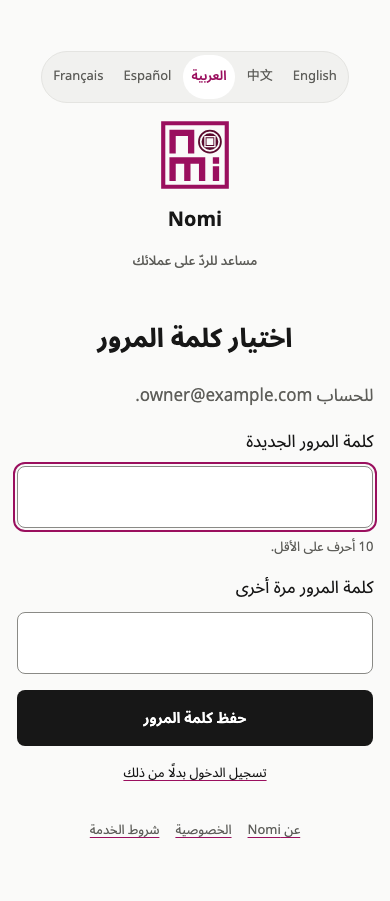 English 中文 العربية Español Français
nomi
Nomi
مساعد للردّ على عملائك
اختيار كلمة المرور
للحساب owner@example.com.
كلمة المرور الجديدة
10 أحرف على الأقل.
كلمة المرور مرة أخرى
حفظ كلمة المرور
تسجيل الدخول بدلًا من ذلك
عن Nomi الخصوصية شروط الخدمة